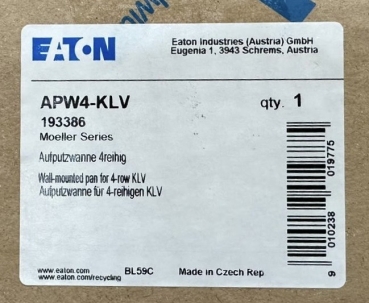 EATON
Eaton Industries (Austria) GmbH
Eugenia 1, 3943 Schrems, Austria
APW4-KLV
qty. 1
193386
Moeller Series
Aufputzwanne 4reihig
Wall-mounted pan for 4-row KLV
Aufputzwanne für 4-reihigen KLV
9 010238 019775
www.eaton.com
www.eaton.com/recycling
BL59C
Made in Czech Rep